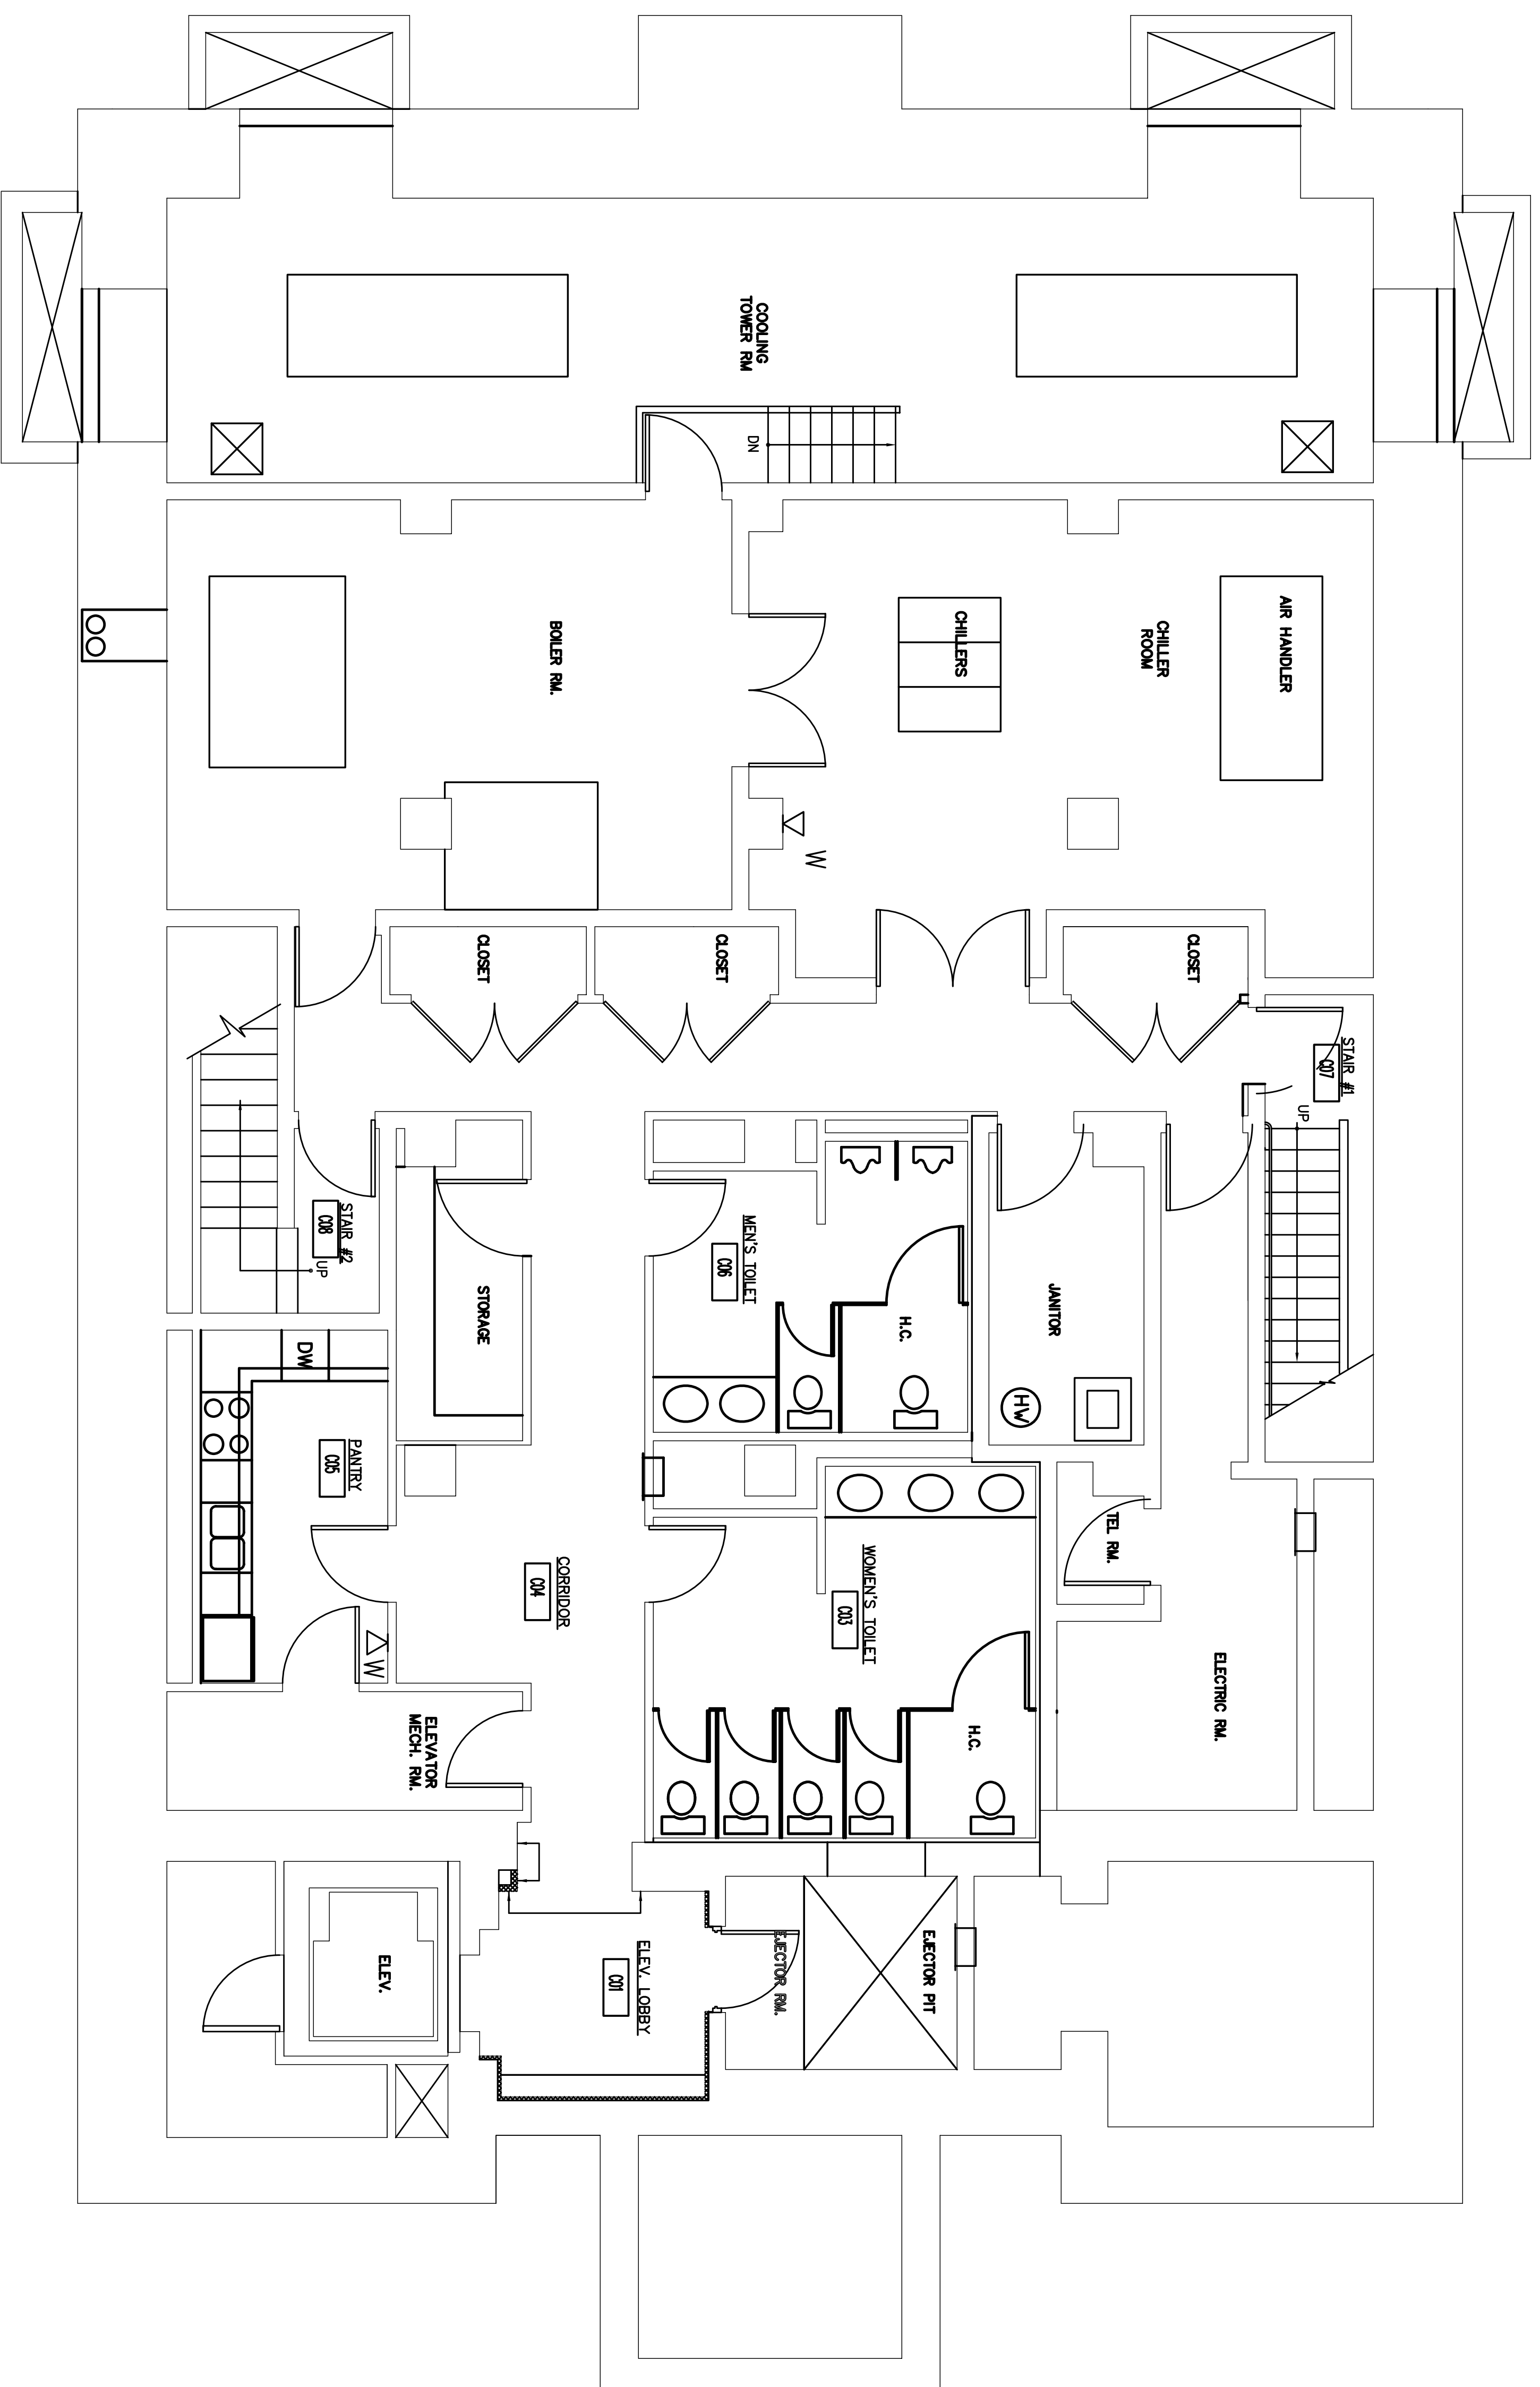 COOLING
TOWER RM
DN
AIR HANDLER
CHILLER
ROOM
CHILLERS
BOILER RM.
W
CLOSET
CLOSET
CLOSET
STAIR #1
C07
UP
STAIR #2
C08
UP
STORAGE
MEN'S TOILET
C06
H.C.
JANITOR
HW
DW
PANTRY
C05
W
CORRIDOR
C04
WOMEN'S TOILET
C03
H.C.
TEL RM.
ELECTRIC RM.
ELEVATOR
MECH. RM.
ELEV.
ELEV. LOBBY
C01
EJECTOR RM.
EJECTOR PIT